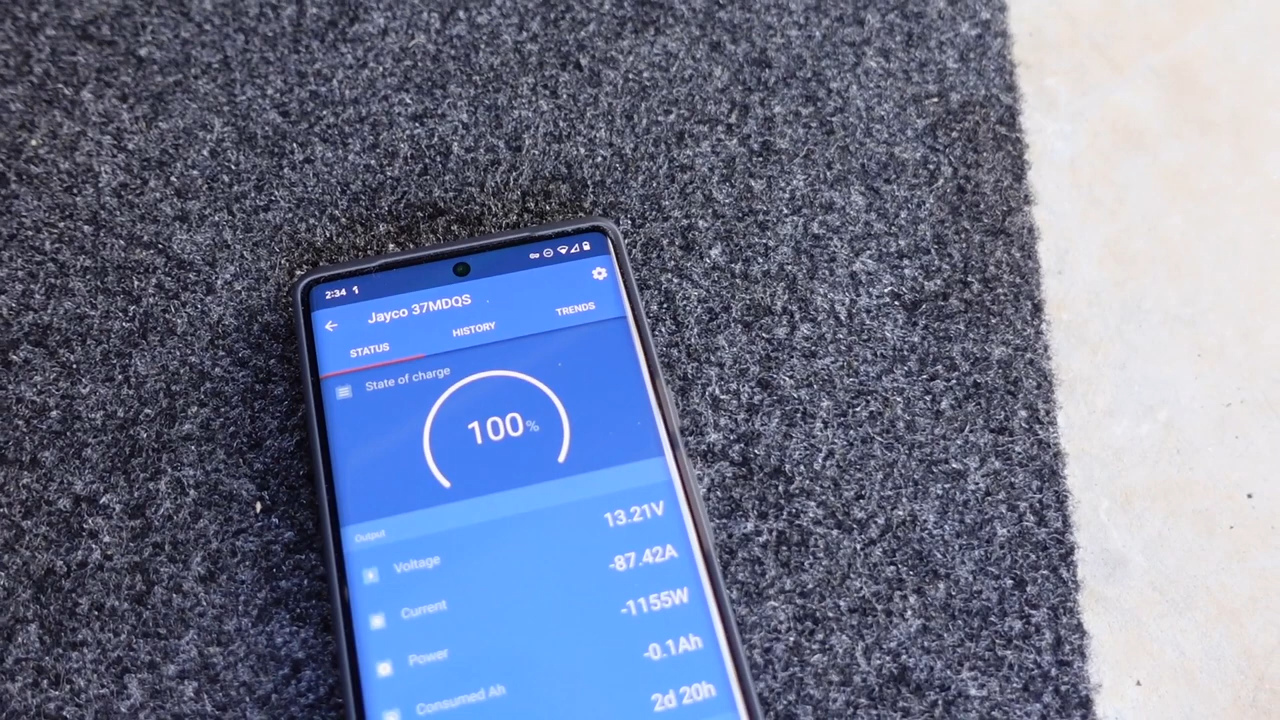 2:34
Jayco 37MDQS
STATUS HISTORY TRENDS
State of charge
100%
Output
Voltage 13.21V
Current -87.42A
Power -1155W
Consumed Ah -0.1Ah
2d 20h